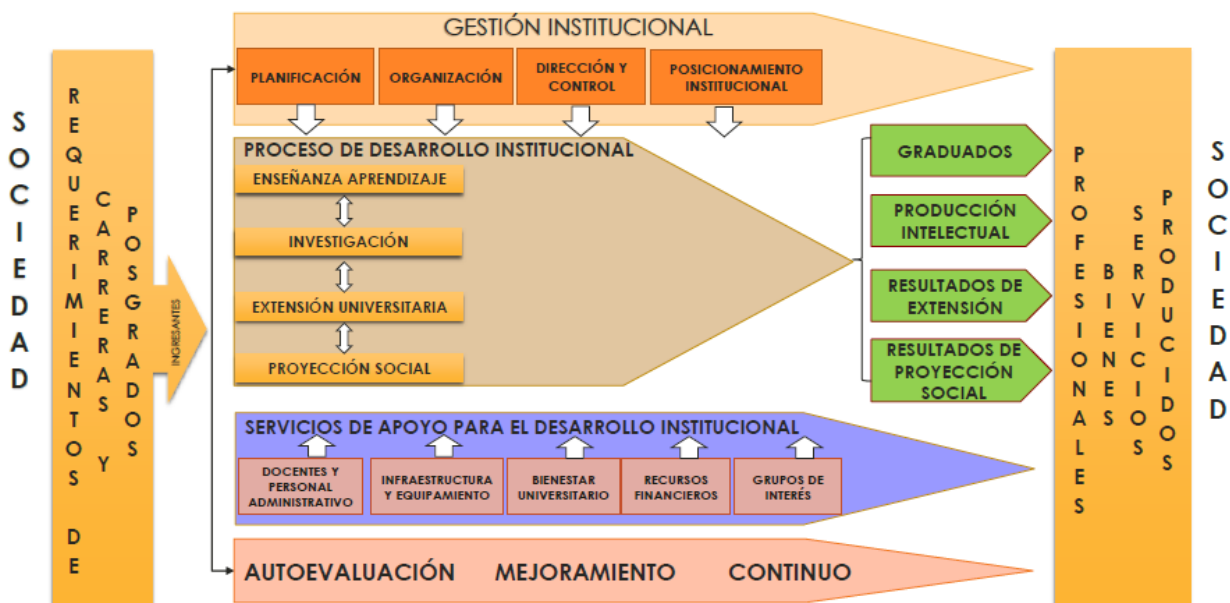 SOCIEDAD
REQUERIMIENTOS DE
CARRERAS Y
POSGRADOS
INGRESANTES
GESTIÓN INSTITUCIONAL
PLANIFICACIÓN
ORGANIZACIÓN
DIRECCIÓN Y
CONTROL
POSICIONAMIENTO
INSTITUCIONAL
PROCESO DE DESARROLLO INSTITUCIONAL
ENSEÑANZA APRENDIZAJE
INVESTIGACIÓN
EXTENSIÓN UNIVERSITARIA
PROYECCIÓN SOCIAL
SERVICIOS DE APOYO PARA EL DESARROLLO INSTITUCIONAL
DOCENTES Y
PERSONAL
ADMINISTRATIVO
INFRAESTRUCTURA
Y EQUIPAMIENTO
BIENESTAR
UNIVERSITARIO
RECURSOS
FINANCIEROS
GRUPOS DE
INTERÉS
AUTOEVALUACIÓN MEJORAMIENTO CONTINUO
GRADUADOS
PRODUCCIÓN
INTELECTUAL
RESULTADOS DE
EXTENSIÓN
RESULTADOS DE
PROYECCIÓN
SOCIAL
PROFESIONALES
BIENES
SERVICIOS
PRODUCIDOS
SOCIEDAD